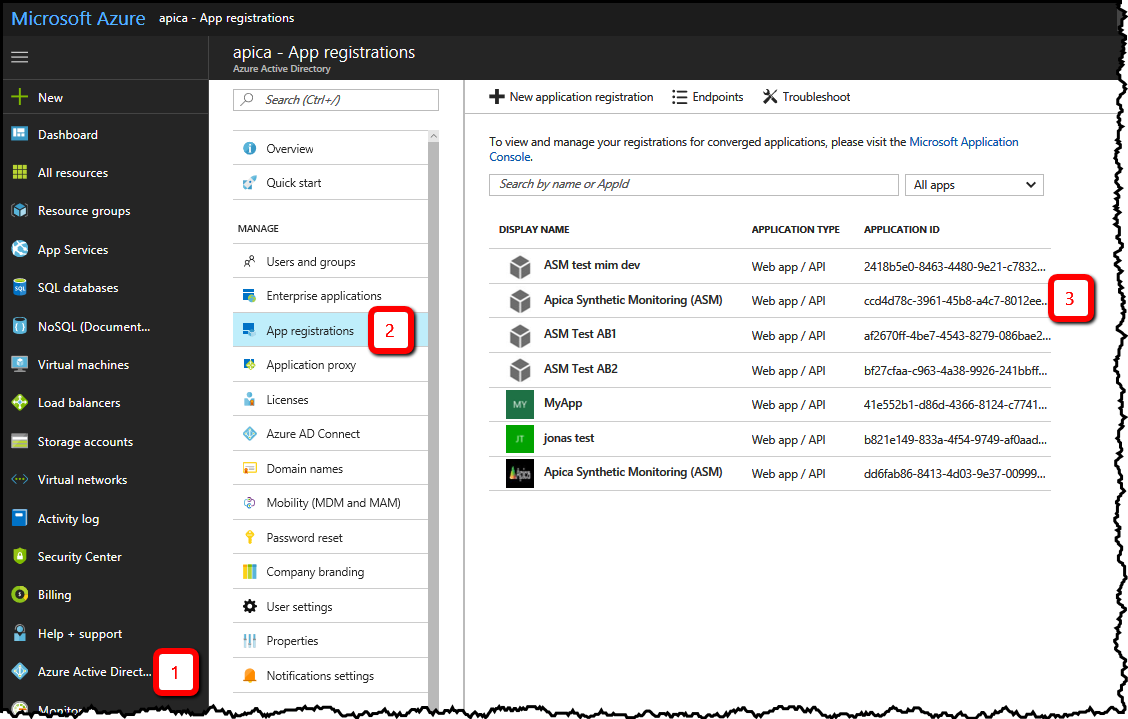 Microsoft Azure apica - App registrations
apica - App registrations
Azure Active Directory
New
Dashboard
All resources
Resource groups
App Services
SQL databases
NoSQL (Document...
Virtual machines
Load balancers
Storage accounts
Virtual networks
Activity log
Security Center
Billing
Help + support
Azure Active Direct...
1
Monitor
Search (Ctrl+/)
Overview
Quick start
MANAGE
Users and groups
Enterprise applications
App registrations
2
Application proxy
Licenses
Azure AD Connect
Domain names
Mobility (MDM and MAM)
Password reset
Company branding
User settings
Properties
Notifications settings
New application registration Endpoints Troubleshoot
To view and manage your registrations for converged applications, please visit the Microsoft Application
Console.
Search by name or AppId All apps
DISPLAY NAME APPLICATION TYPE APPLICATION ID
ASM test mim dev Web app / API 2418b5e0-8463-4480-9e21-c7832...
Apica Synthetic Monitoring (ASM) Web app / API ccd4d78c-3961-45b8-a4c7-8012ee... 3
ASM Test AB1 Web app / API af2670ff-4be7-4543-8279-086bae2...
ASM Test AB2 Web app / API bf27cfaa-c963-4a38-9926-241bbff...
MY MyApp Web app / API 41e552b1-d86d-4366-8124-c7741...
JT jonas test Web app / API b821e149-833a-4f54-9749-af0aad...
Apica Apica Synthetic Monitoring (ASM) Web app / API dd6fab86-8413-4d03-9e37-00999...